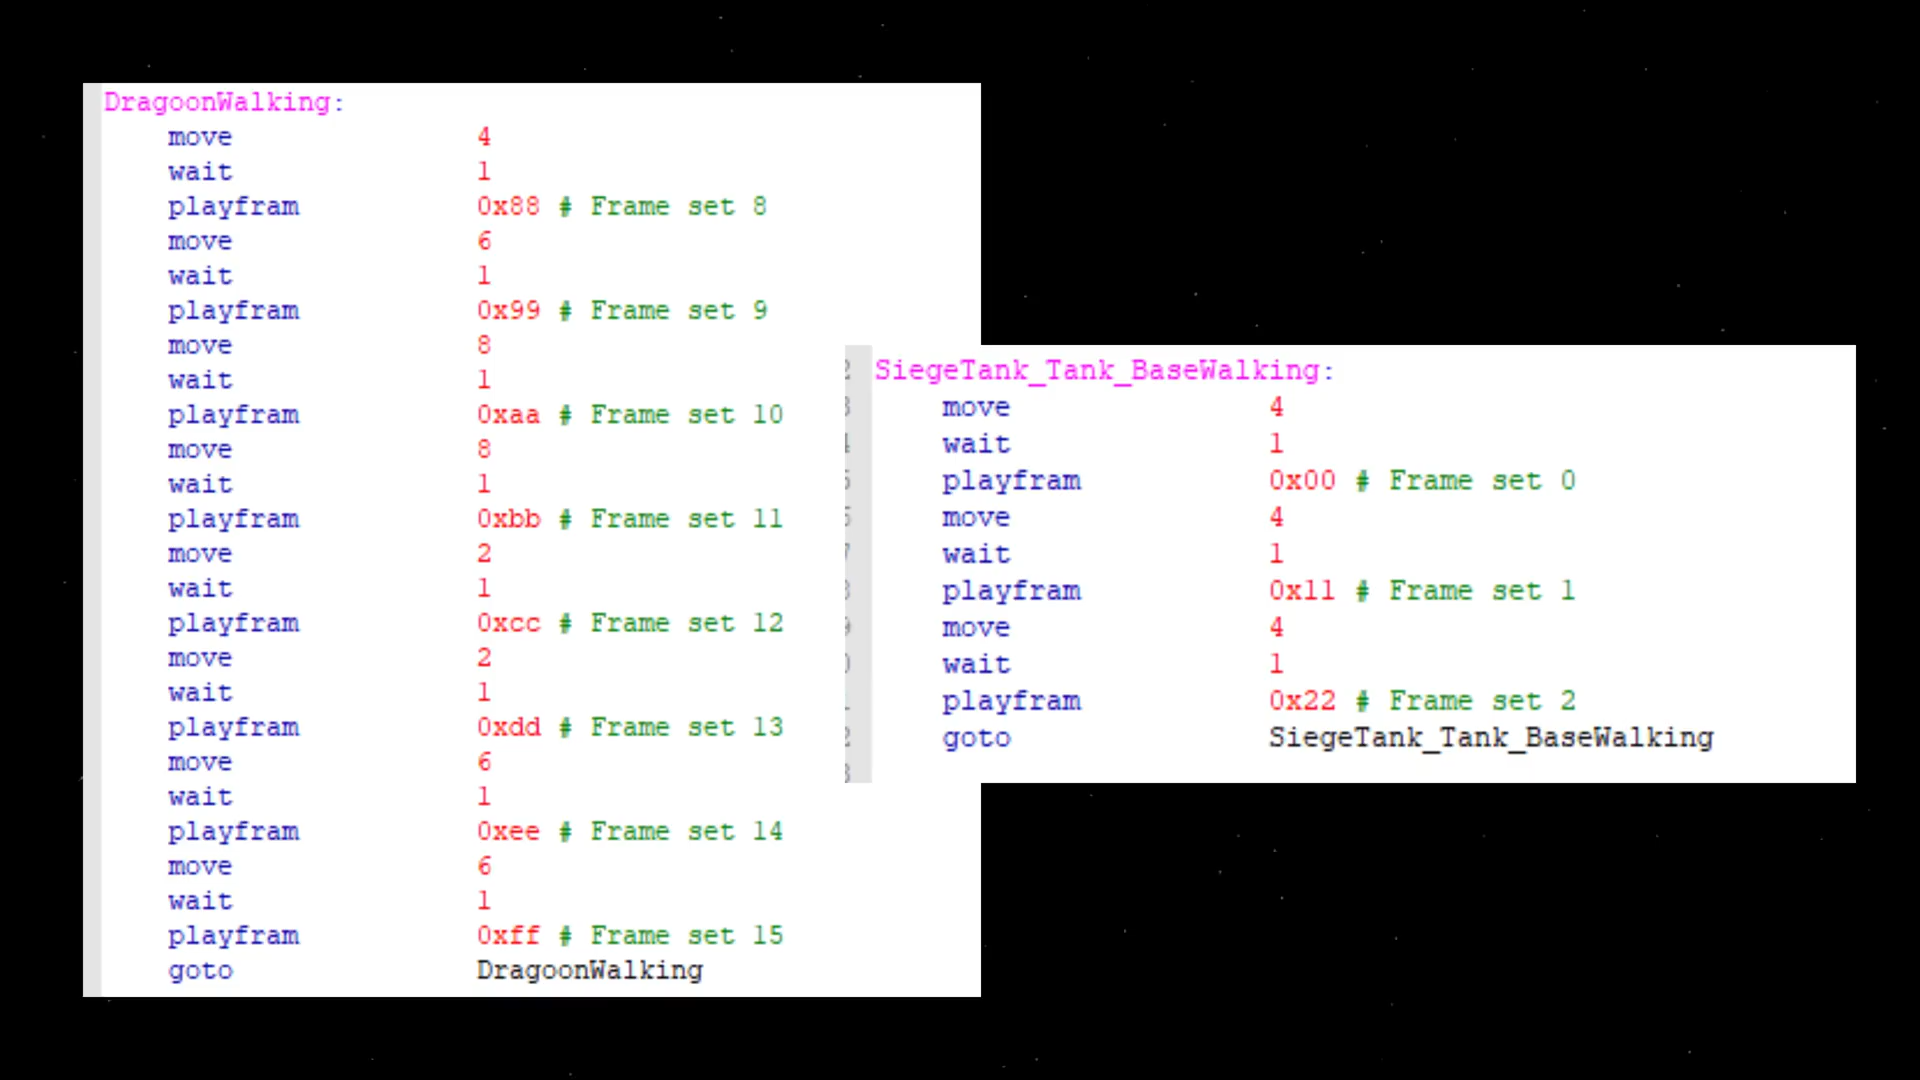 DragoonWalking:
move 4
wait 1
playfram 0x88 # Frame set 8
move 6
wait 1
playfram 0x99 # Frame set 9
move 8
wait 1
playfram 0xaa # Frame set 10
move 8
wait 1
playfram 0xbb # Frame set 11
move 2
wait 1
playfram 0xcc # Frame set 12
move 2
wait 1
playfram 0xdd # Frame set 13
move 6
wait 1
playfram 0xee # Frame set 14
move 6
wait 1
playfram 0xff # Frame set 15
goto DragoonWalking
SiegeTank_Tank_BaseWalking:
move 4
wait 1
playfram 0x00 # Frame set 0
move 4
wait 1
playfram 0x11 # Frame set 1
move 4
wait 1
playfram 0x22 # Frame set 2
goto SiegeTank_Tank_BaseWalking